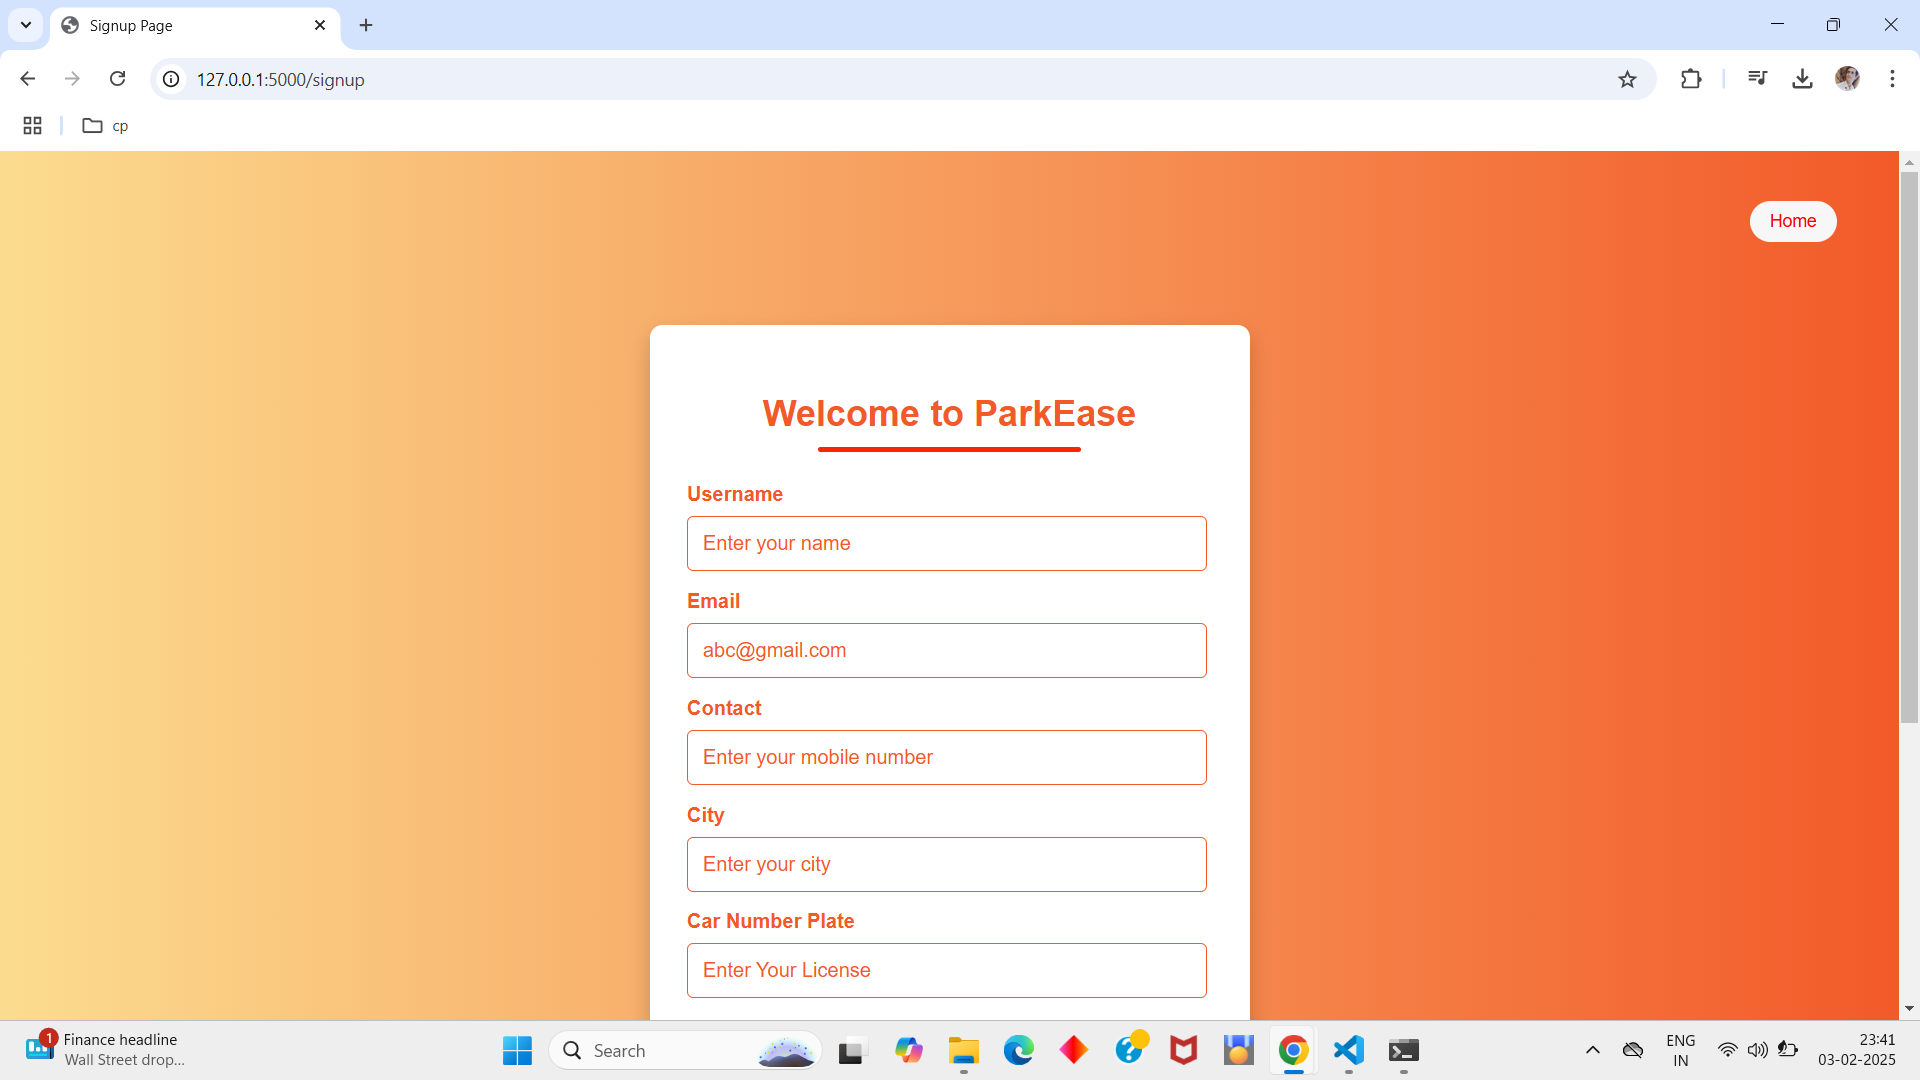 Signup Page
127.0.0.1:5000/signup
cp
Home
Welcome to ParkEase
Username
Enter your name
Email
abc@gmail.com
Contact
Enter your mobile number
City
Enter your city
Car Number Plate
Enter Your License
1
Finance headline
Wall Street drop...
Search
ENG
IN
23:41
03-02-2025